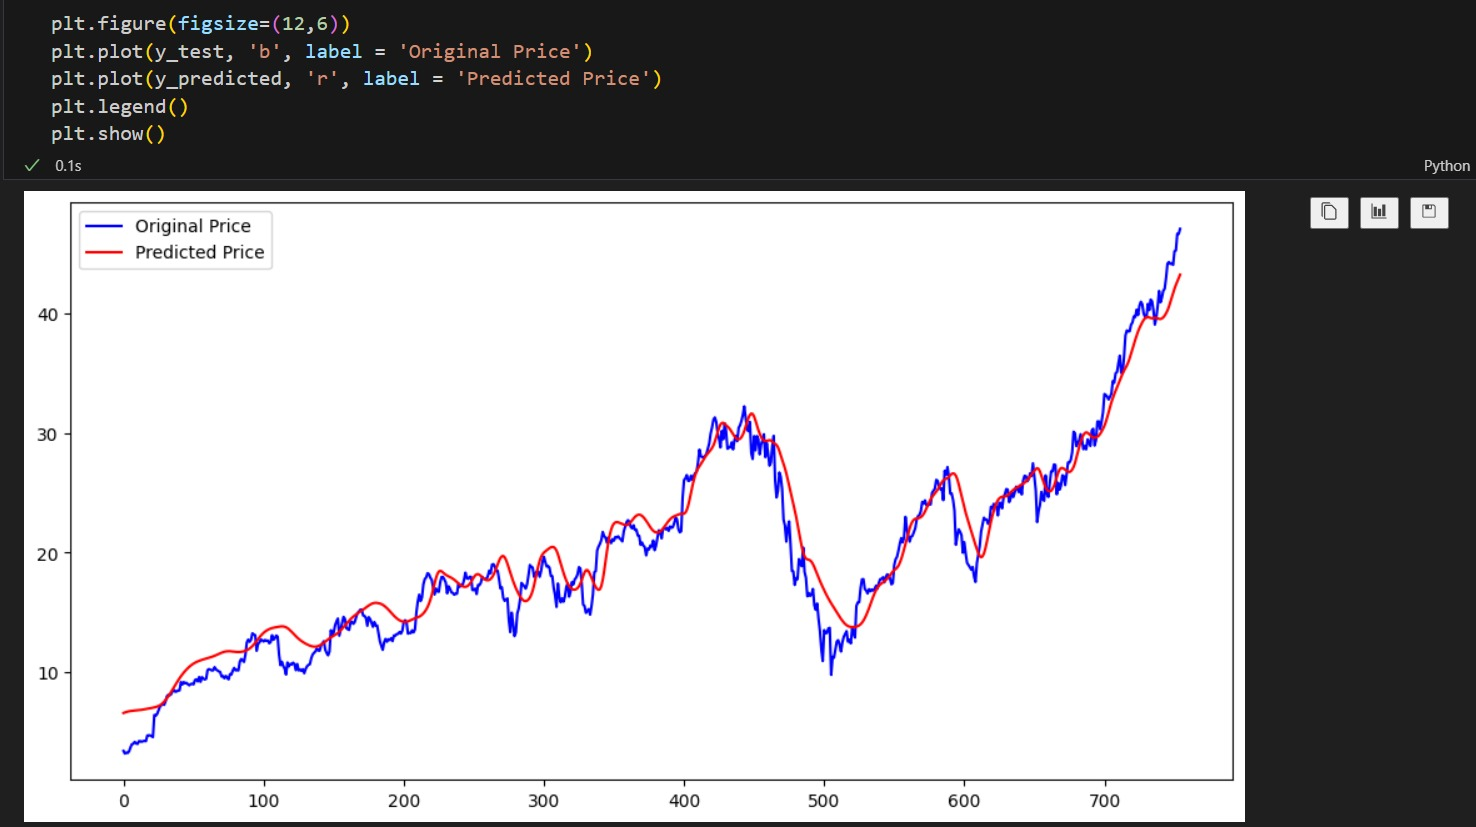 plt.figure(figsize=(12,6))
plt.plot(y_test, 'b', label = 'Original Price')
plt.plot(y_predicted, 'r', label = 'Predicted Price')
plt.legend()
plt.show()
0.1s
Python
Original Price
Predicted Price
40
30
20
10
0 100 200 300 400 500 600 700